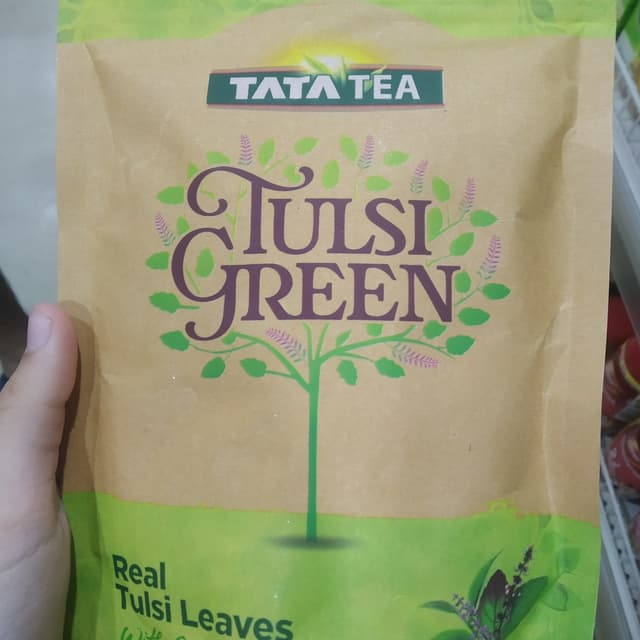 TATA TEA
TULSI
GREEN
Real
Tulsi Leaves